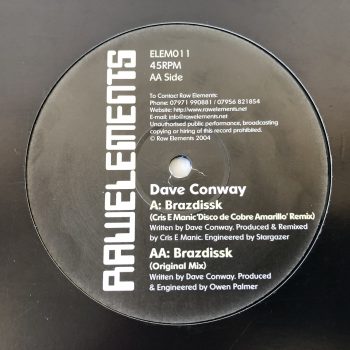 RAWELEMENTS
ELEM011
45RPM
AA Side
To Contact Raw Elements:
Phone: 07971 990881 / 07956 821854
Website: http://www.rawelements.net
E-mail: info@rawelements.net
Unauthorised public performance, broadcasting
copying or hiring at this record prohibited.
© Raw Elements 2004
Dave Conway
A: Brazdissk
(Cris E Manic 'Disco de Cobre Amarillo' Remix)
Written by Dave Conway. Produced & Remixed
by Cris E Manic. Engineered by Stargazer
AA: Brazdissk
(Original Mix)
Written by Dave Conway. Produced
& Engineered by Owen Palmer